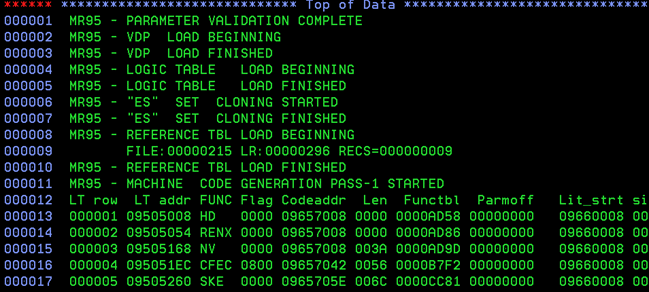 ****** ***************************** Top of Data ******************************
000001 MR95 - PARAMETER VALIDATION COMPLETE
000002 MR95 - VDP LOAD BEGINNING
000003 MR95 - VDP LOAD FINISHED
000004 MR95 - LOGIC TABLE LOAD BEGINNING
000005 MR95 - LOGIC TABLE LOAD FINISHED
000006 MR95 - "ES" SET CLONING STARTED
000007 MR95 - "ES" SET CLONING FINISHED
000008 MR95 - REFERENCE TBL LOAD BEGINNING
000009 FILE:00000215 LR:00000296 RECS=000000009
000010 MR95 - REFERENCE TBL LOAD FINISHED
000011 MR95 - MACHINE CODE GENERATION PASS-1 STARTED
000012 LT row LT addr FUNC Flag Codeaddr Len Functbl Parmoff Lit_strt si
000013 000001 09505008 HD 0000 09657008 0000 0000AD58 00000000 09660008 00
000014 000002 09505054 RENX 0000 09657008 0000 0000AD86 00000000 09660008 00
000015 000003 09505168 NV 0000 09657008 003A 0000AD9D 00000000 09660008 00
000016 000004 095051EC CFEC 0800 09657042 0056 0000B7F2 00000000 09660008 00
000017 000005 09505260 SKE 0000 0965705E 006C 0000CC81 00000000 09660008 00